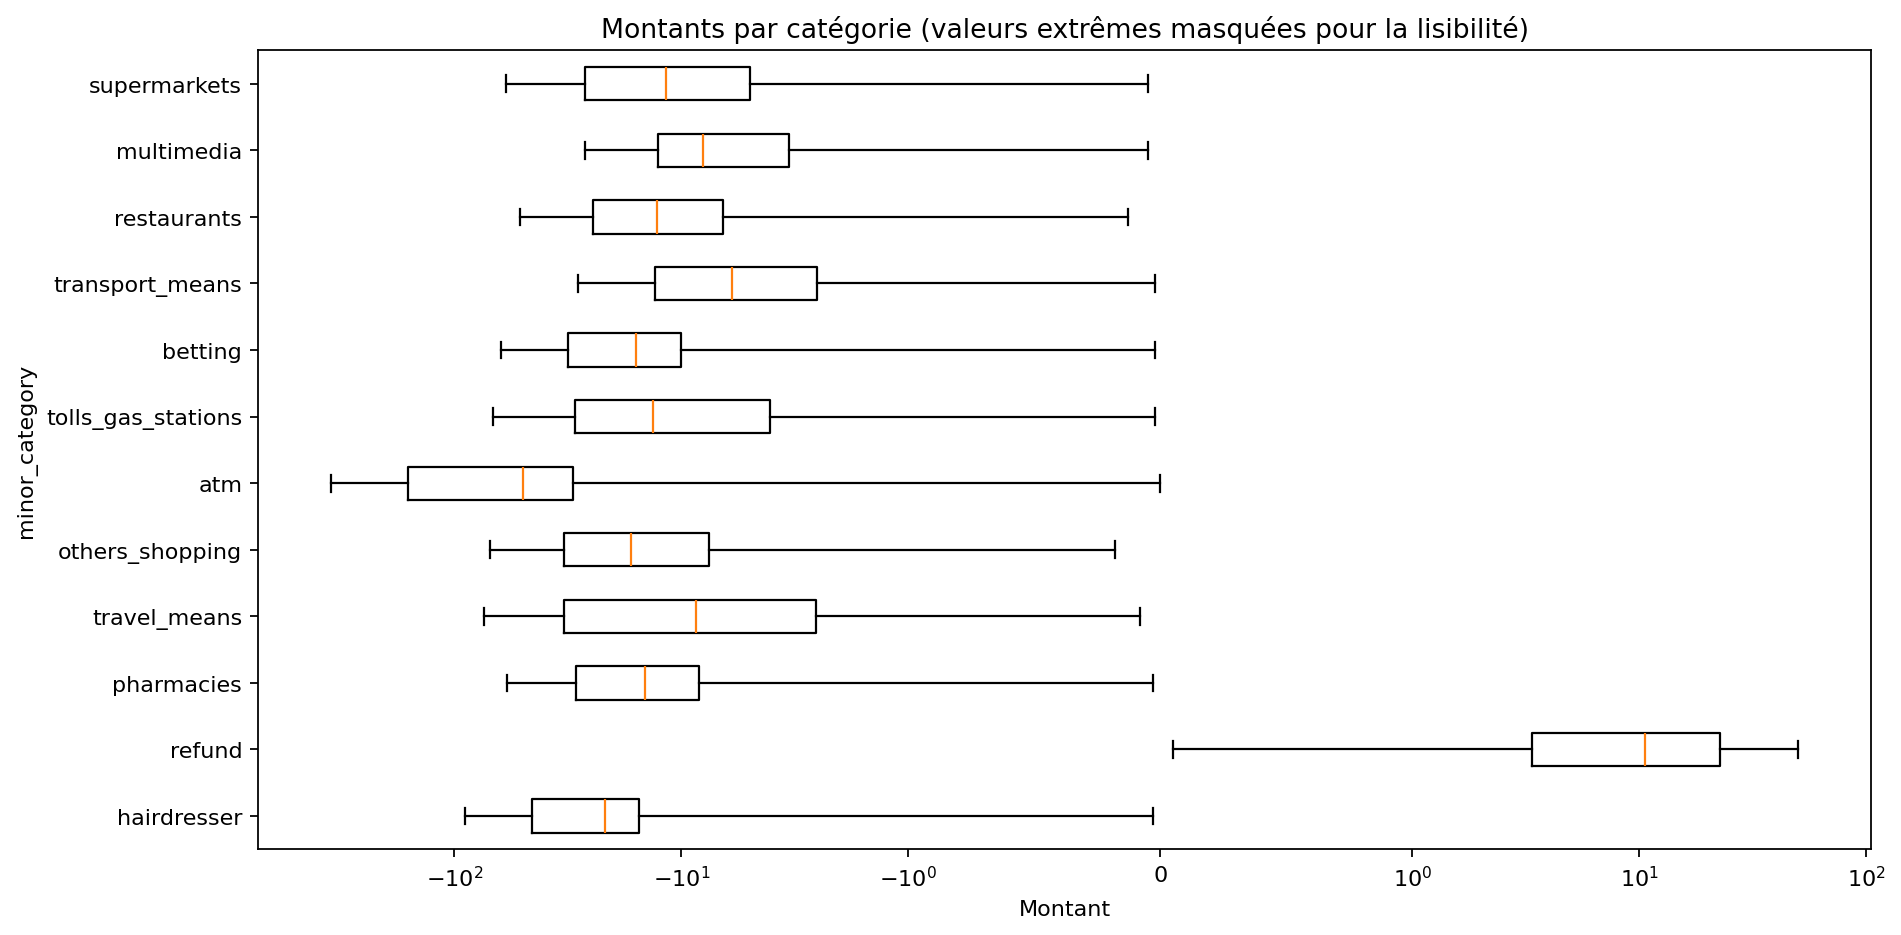 Montants par catégorie (valeurs extrêmes masquées pour la lisibilité)
minor_category
supermarkets
multimedia
restaurants
transport_means
betting
tolls_gas_stations
atm
others_shopping
travel_means
pharmacies
refund
hairdresser
−10² −10¹ −10⁰ 0 10⁰ 10¹ 10²
Montant